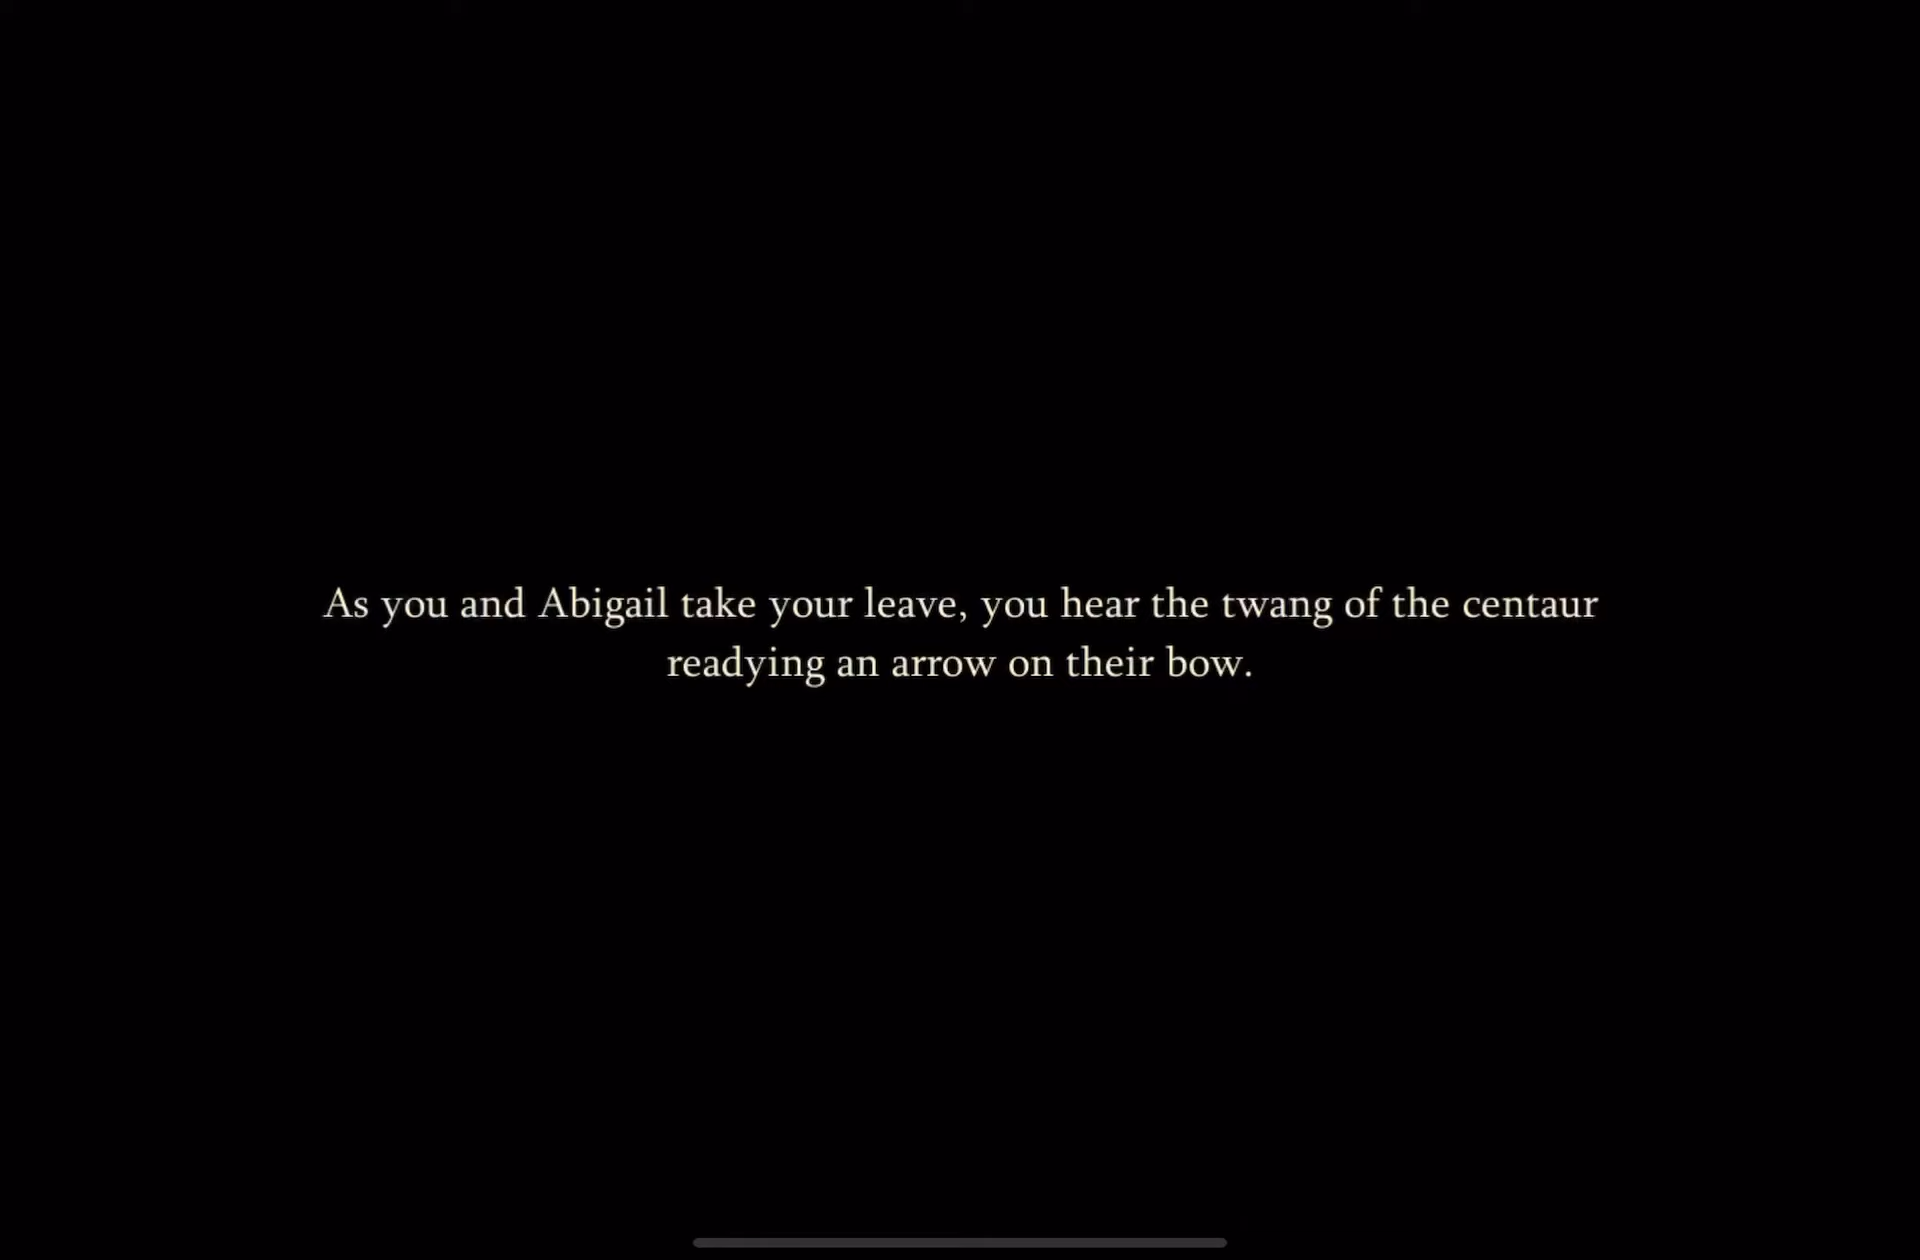 As you and Abigail take your leave, you hear the twang of the centaur
readying an arrow on their bow.